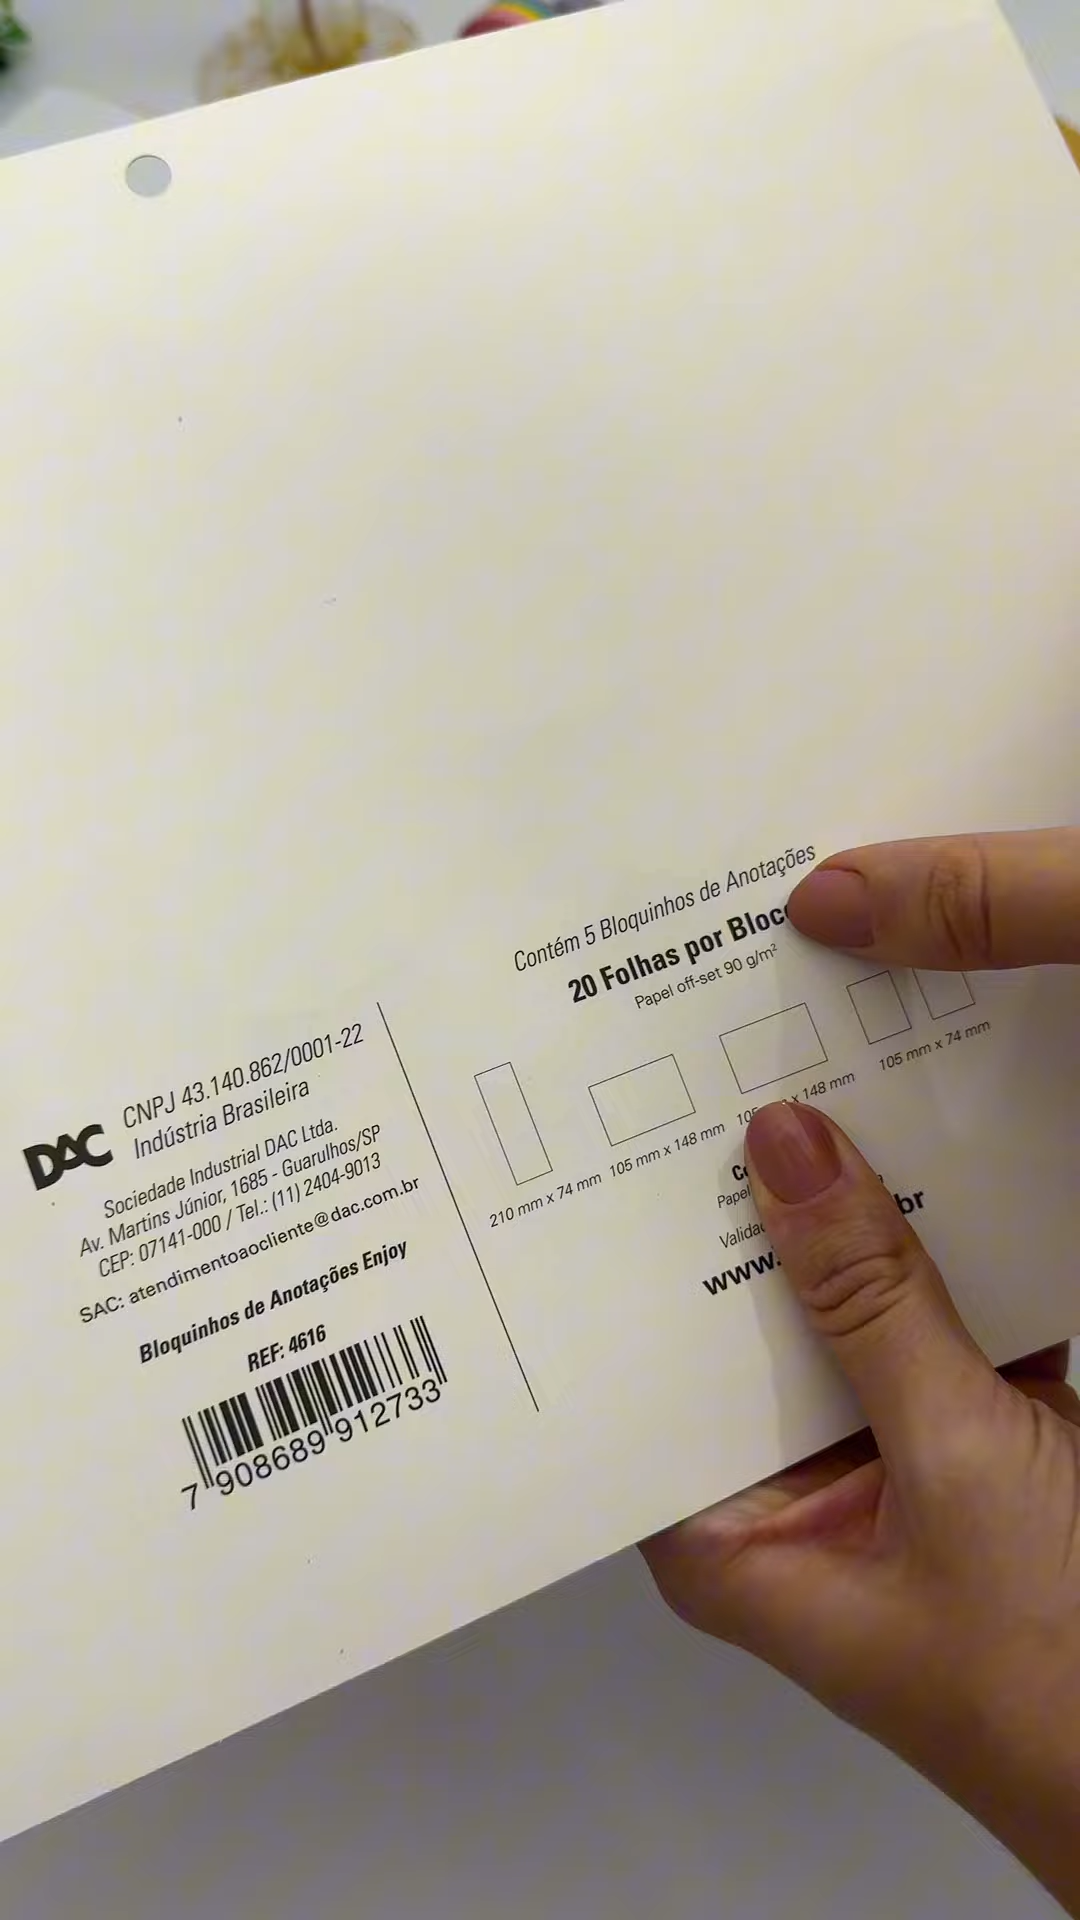 DAC
CNPJ 43.140.862/0001-22
Indústria Brasileira
Sociedade Industrial DAC Ltda.
Av. Martins Júnior, 1685 - Guarulhos/SP
CEP: 07141-000 / Tel.: (11) 2404-9013
SAC: atendimentoaocliente@dac.com.br
Bloquinhos de Anotações Enjoy
REF: 4616
7 908689 912733
Contém 5 Bloquinhos de Anotações
20 Folhas por
Papel off-set 90 g/m²
210 mm x 74 mm
105 mm x 148 mm
x 148 mm
105 mm x 74 mm
Papel
www.
br